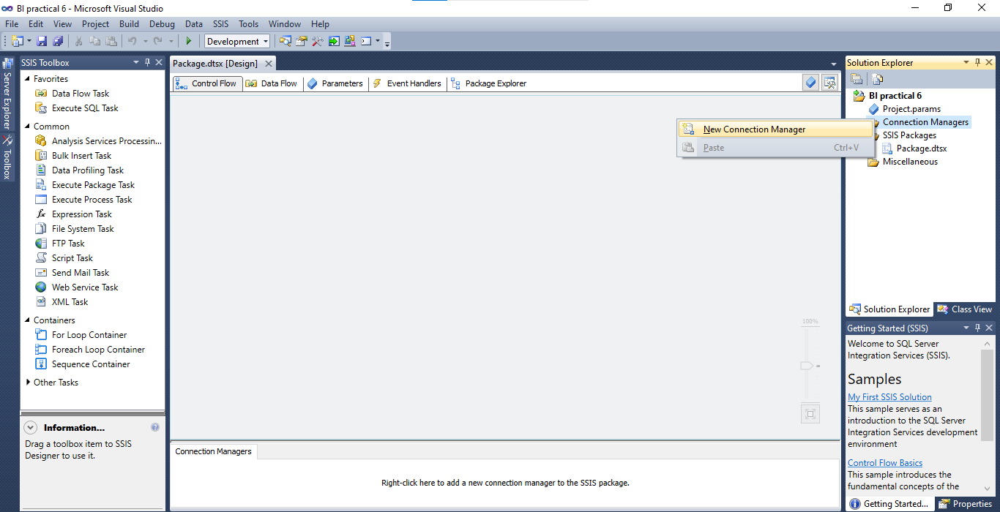 BI practical 6 - Microsoft Visual Studio
File Edit View Project Build Debug Data SSIS Tools Window Help
Development
Server Explorer
Toolbox
SSIS Toolbox
Favorites
Data Flow Task
Execute SQL Task
Common
Analysis Services Processin...
Bulk Insert Task
Data Profiling Task
Execute Package Task
Execute Process Task
Expression Task
File System Task
FTP Task
Script Task
Send Mail Task
Web Service Task
XML Task
Containers
For Loop Container
Foreach Loop Container
Sequence Container
Other Tasks
Information...
Drag a toolbox item to SSIS
Designer to use it.
Package.dtsx [Design]
Control Flow Data Flow Parameters Event Handlers Package Explorer
New Connection Manager
Paste Ctrl+V
100%
Connection Managers
Right-click here to add a new connection manager to the SSIS package.
Solution Explorer
BI practical 6
Project.params
Connection Managers
SSIS Packages
Package.dtsx
Miscellaneous
Solution Explorer Class View
Getting Started (SSIS)
Welcome to SQL Server
Integration Services (SSIS).
Samples
My First SSIS Solution
This sample serves as an
introduction to the SQL Server
Integration Services development
environment
Control Flow Basics
This sample introduces the
fundamental concepts of the
Getting Started... Properties